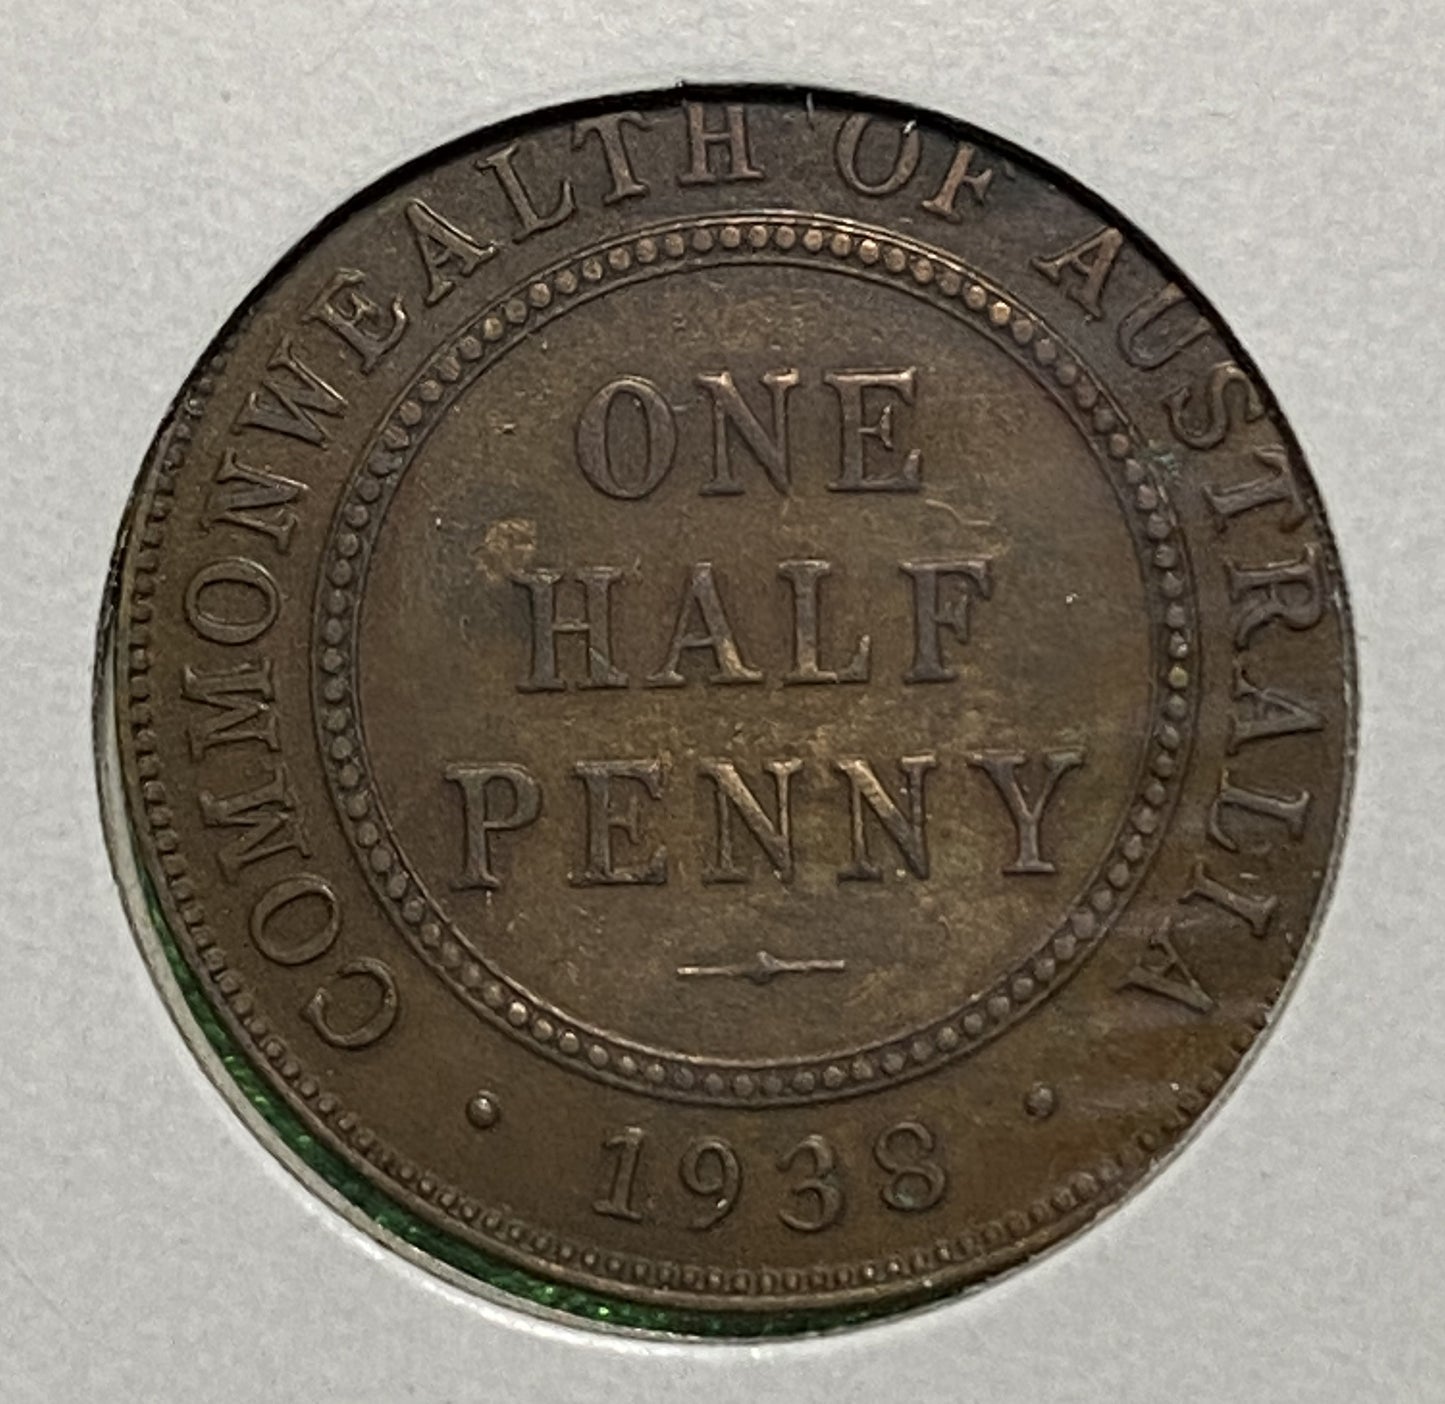 COMMONWEALTH OF AUSTRALIA
ONE
HALF
PENNY
1938